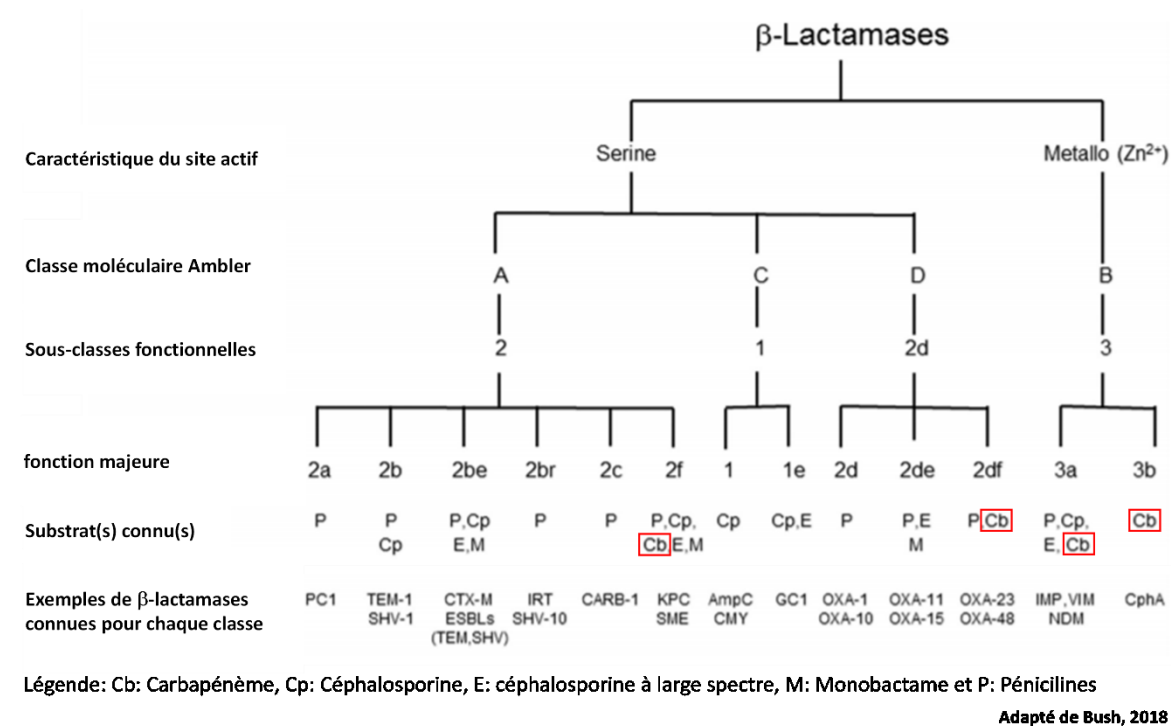 β-Lactamases
Caractéristique du site actif Serine Metallo (Zn²⁺)
Classe moléculaire Ambler A C D B
Sous-classes fonctionnelles 2 1 2d 3
fonction majeure 2a 2b 2be 2br 2c 2f 1 1e 2d 2de 2df 3a 3b
Substrat(s) connu(s) P P P,Cp P P P,Cp, Cp Cp,E P P,E P,Cb P,Cp, Cb
Cp E,M Cb,E,M M E, Cb
Exemples de β-lactamases PC1 TEM-1 CTX-M IRT CARB-1 KPC AmpC GC1 OXA-1 OXA-11 OXA-23 IMP,VIM CphA
connues pour chaque classe SHV-1 ESBLs SHV-10 SME CMY OXA-10 OXA-15 OXA-48 NDM
(TEM,SHV)
Légende: Cb: Carbapénème, Cp: Céphalosporine, E: céphalosporine à large spectre, M: Monobactame et P: Pénicilines
Adapté de Bush, 2018